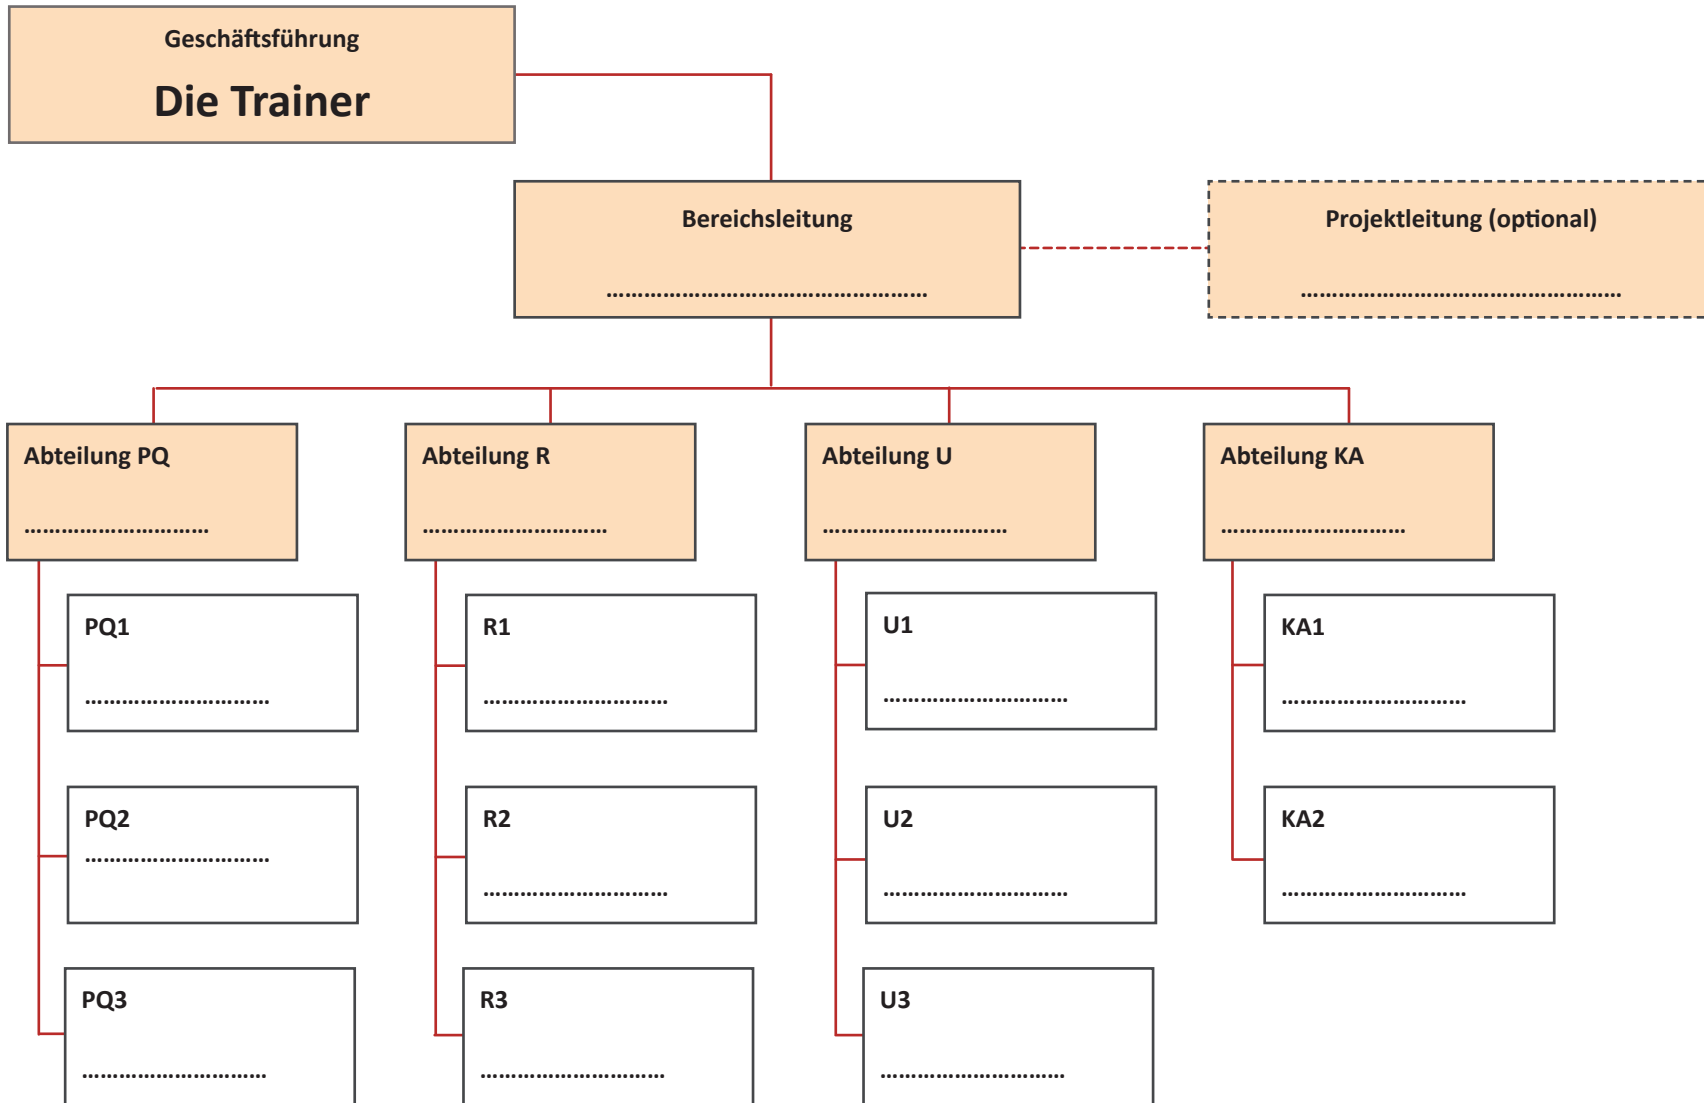 Geschäftsführung
Die Trainer
Bereichsleitung
...............................................
Projektleitung (optional)
...............................................
Abteilung PQ
...........................
Abteilung R
...........................
Abteilung U
...........................
Abteilung KA
...........................
PQ1
...........................
R1
...........................
U1
...........................
KA1
...........................
PQ2
...........................
R2
...........................
U2
...........................
KA2
...........................
PQ3
...........................
R3
...........................
U3
...........................